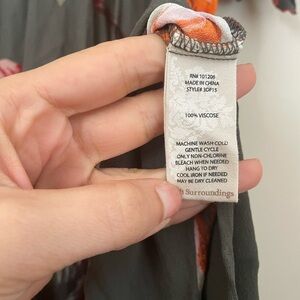 RN# 101206
MADE IN CHINA
STYLE# 3OP15
100% VISCOSE
MACHINE WASH COLD
GENTLE CYCLE
ONLY NON-CHLORINE
BLEACH WHEN NEEDED
HANG TO DRY
COOL IRON IF NEEDED
MAY BE DRY CLEANED
Surroundings